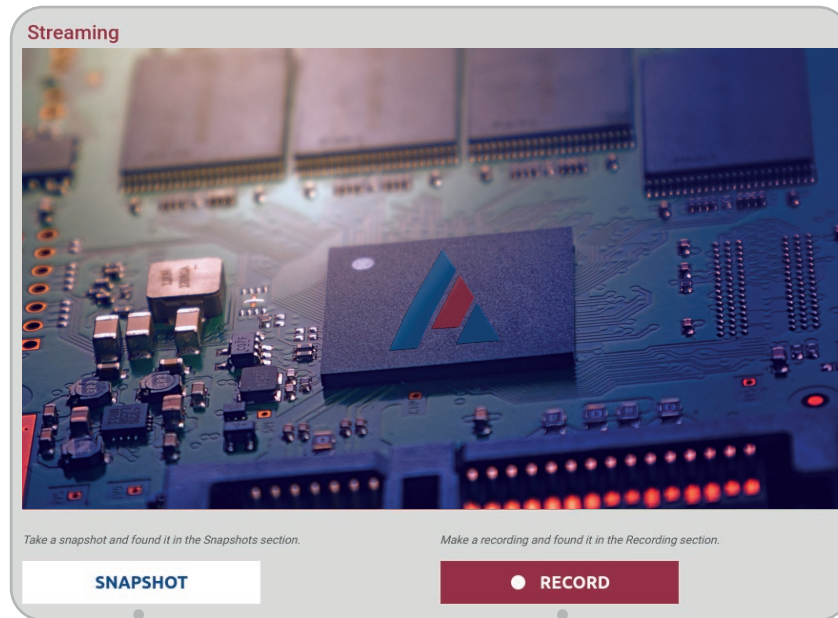 Streaming
Take a snapshot and found it in the Snapshots section.
Make a recording and found it in the Recording section.
SNAPSHOT
RECORD